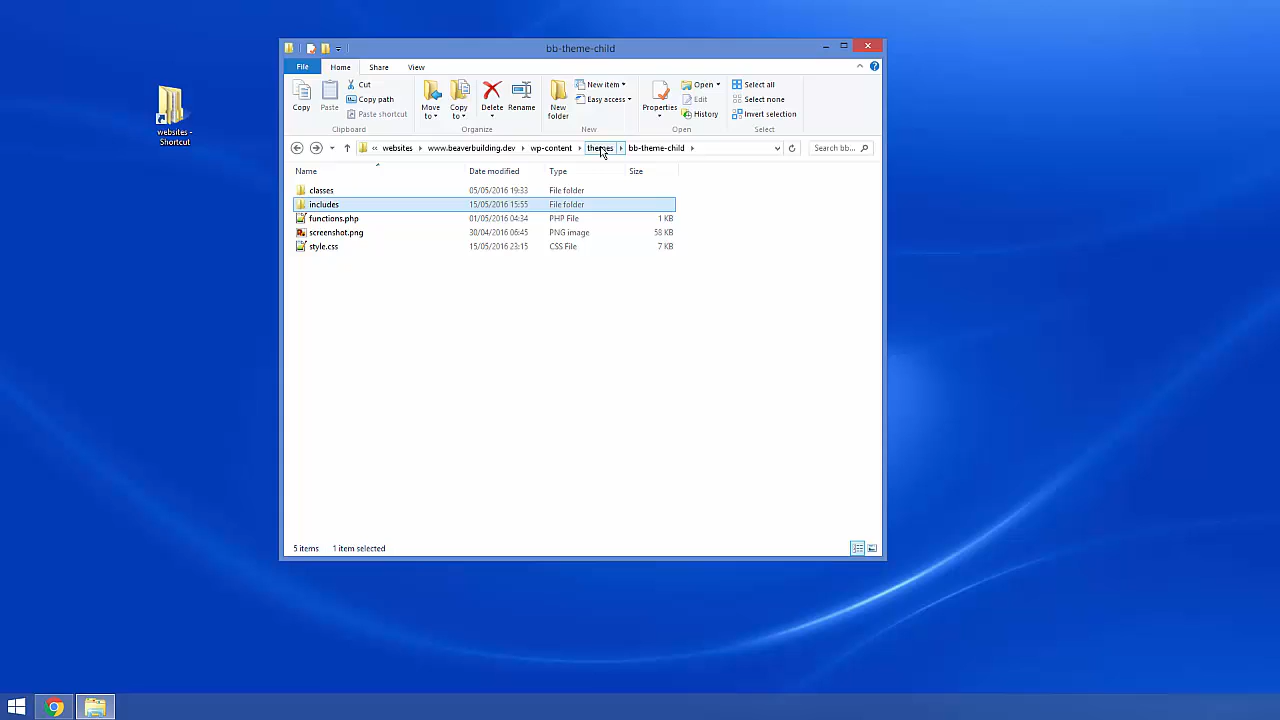 websites -
Shortcut
bb-theme-child
File Home Share View
Copy
Paste
Cut
Copy path
Paste shortcut
Clipboard
Move to
Copy to
Delete
Rename
Organize
New folder
New item
Easy access
New
Properties
Open
Edit
History
Open
Select all
Select none
Invert selection
Select
« websites www.beaverbuilding.dev wp-content themes bb-theme-child
Search bb...
Name Date modified Type Size
classes 05/05/2016 19:33 File folder
includes 15/05/2016 15:55 File folder
functions.php 01/05/2016 04:34 PHP File 1 KB
screenshot.png 30/04/2016 06:45 PNG image 58 KB
style.css 15/05/2016 23:15 CSS File 7 KB
5 items 1 item selected